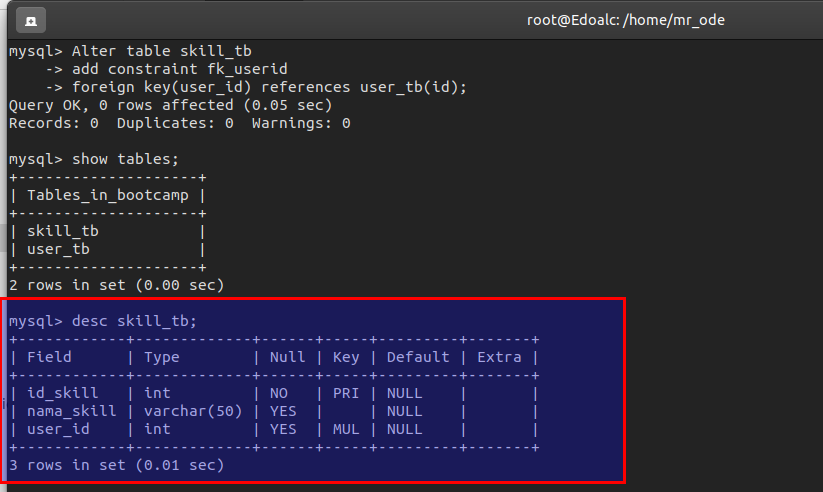 root@Edoalc: /home/mr_ode
mysql> Alter table skill_tb
    -> add constraint fk_userid
    -> foreign key(user_id) references user_tb(id);
Query OK, 0 rows affected (0.05 sec)
Records: 0  Duplicates: 0  Warnings: 0
mysql> show tables;
+--------------------+
| Tables_in_bootcamp |
+--------------------+
| skill_tb           |
| user_tb            |
+--------------------+
2 rows in set (0.00 sec)
mysql> desc skill_tb;
+------------+-------------+------+-----+---------+-------+
| Field      | Type        | Null | Key | Default | Extra |
+------------+-------------+------+-----+---------+-------+
| id_skill   | int         | NO   | PRI | NULL    |       |
| nama_skill | varchar(50) | YES  |     | NULL    |       |
| user_id    | int         | YES  | MUL | NULL    |       |
+------------+-------------+------+-----+---------+-------+
3 rows in set (0.01 sec)